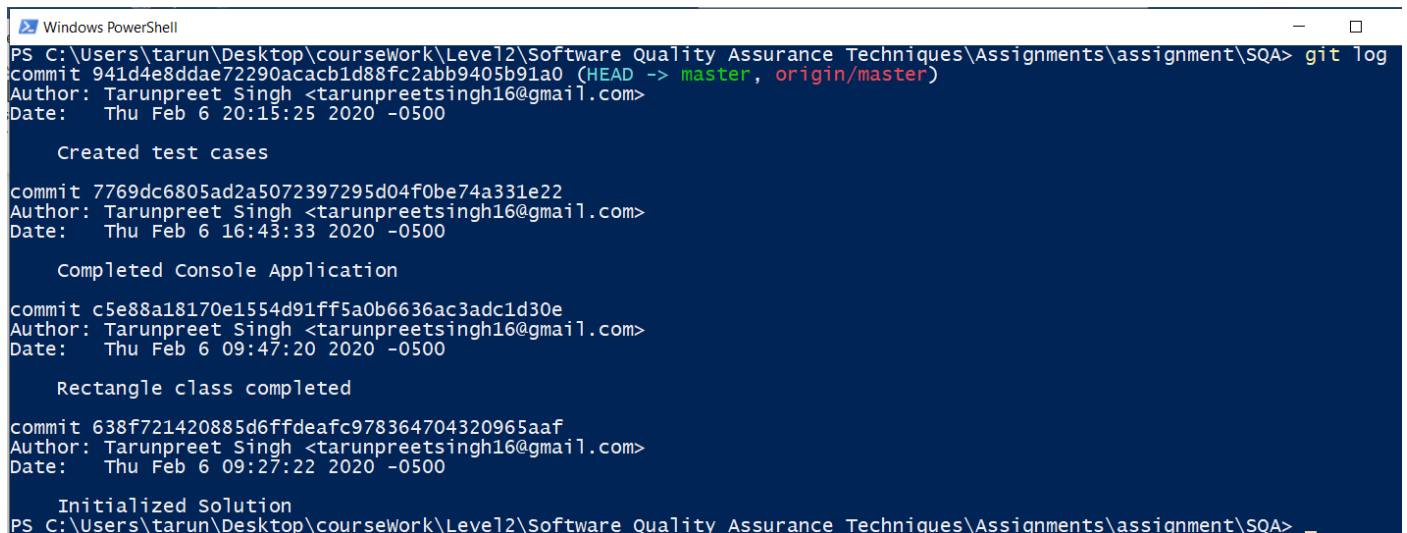 Windows PowerShell
PS C:\Users\tarun\Desktop\courseWork\Level2\Software Quality Assurance Techniques\Assignments\assignment\SQA> git log
commit 941d4e8ddae72290acacb1d88fc2abb9405b91a0 (HEAD -> master, origin/master)
Author: Tarunpreet Singh <tarunpreetsingh16@gmail.com>
Date:   Thu Feb 6 20:15:25 2020 -0500
    Created test cases
commit 7769dc6805ad2a5072397295d04f0be74a331e22
Author: Tarunpreet Singh <tarunpreetsingh16@gmail.com>
Date:   Thu Feb 6 16:43:33 2020 -0500
    Completed Console Application
commit c5e88a18170e1554d91ff5a0b6636ac3adc1d30e
Author: Tarunpreet Singh <tarunpreetsingh16@gmail.com>
Date:   Thu Feb 6 09:47:20 2020 -0500
    Rectangle class completed
commit 638f721420885d6ffdeafc978364704320965aaf
Author: Tarunpreet Singh <tarunpreetsingh16@gmail.com>
Date:   Thu Feb 6 09:27:22 2020 -0500
    Initialized Solution
PS C:\Users\tarun\Desktop\courseWork\Level2\Software Quality Assurance Techniques\Assignments\assignment\SQA>